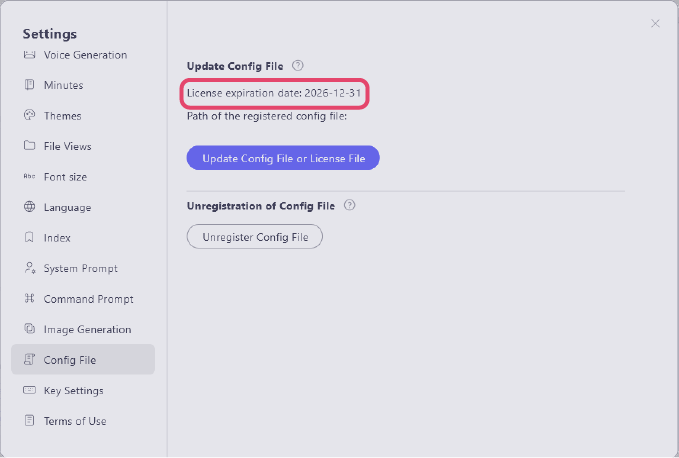 Settings
Voice Generation
Minutes
Themes
File Views
Abc Font size
Language
Index
System Prompt
Command Prompt
Image Generation
Config File
Key Settings
Terms of Use
Update Config File ?
License expiration date: 2026-12-31
Path of the registered config file:
Update Config File or License File
Unregistration of Config File ?
Unregister Config File